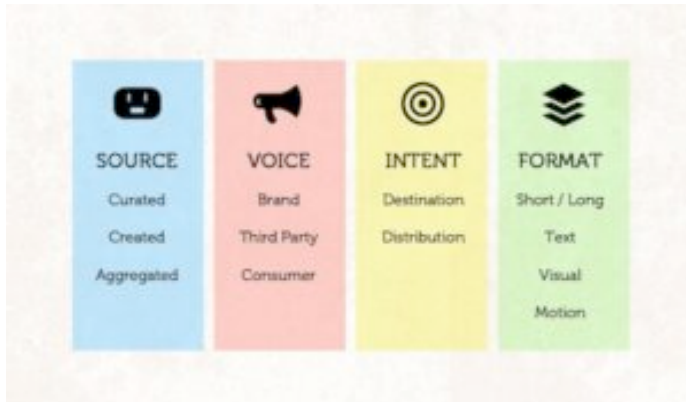 SOURCE
Curated
Created
Aggregated
VOICE
Brand
Third Party
Consumer
INTENT
Destination
Distribution
FORMAT
Short / Long
Text
Visual
Motion